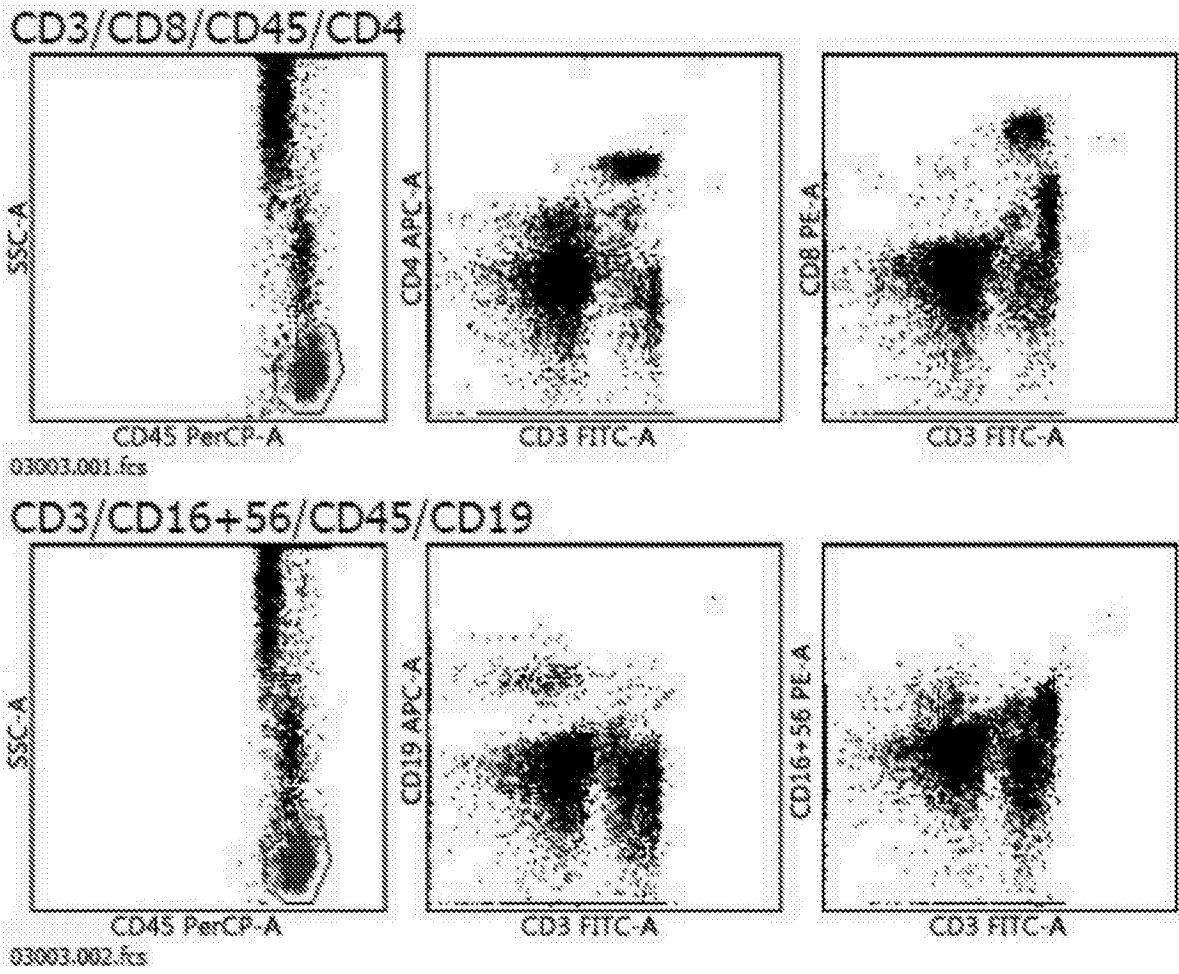 CD3/CD8/CD45/CD4
SSC-A
CD45 PerCP-A
CD4 APC-A
CD3 FITC-A
CD8 PE-A
CD3 FITC-A
03003.001.fcs
CD3/CD16+56/CD45/CD19
SSC-A
CD45 PerCP-A
CD19 APC-A
CD3 FITC-A
CD16+56 PE-A
CD3 FITC-A
03003.002.fcs